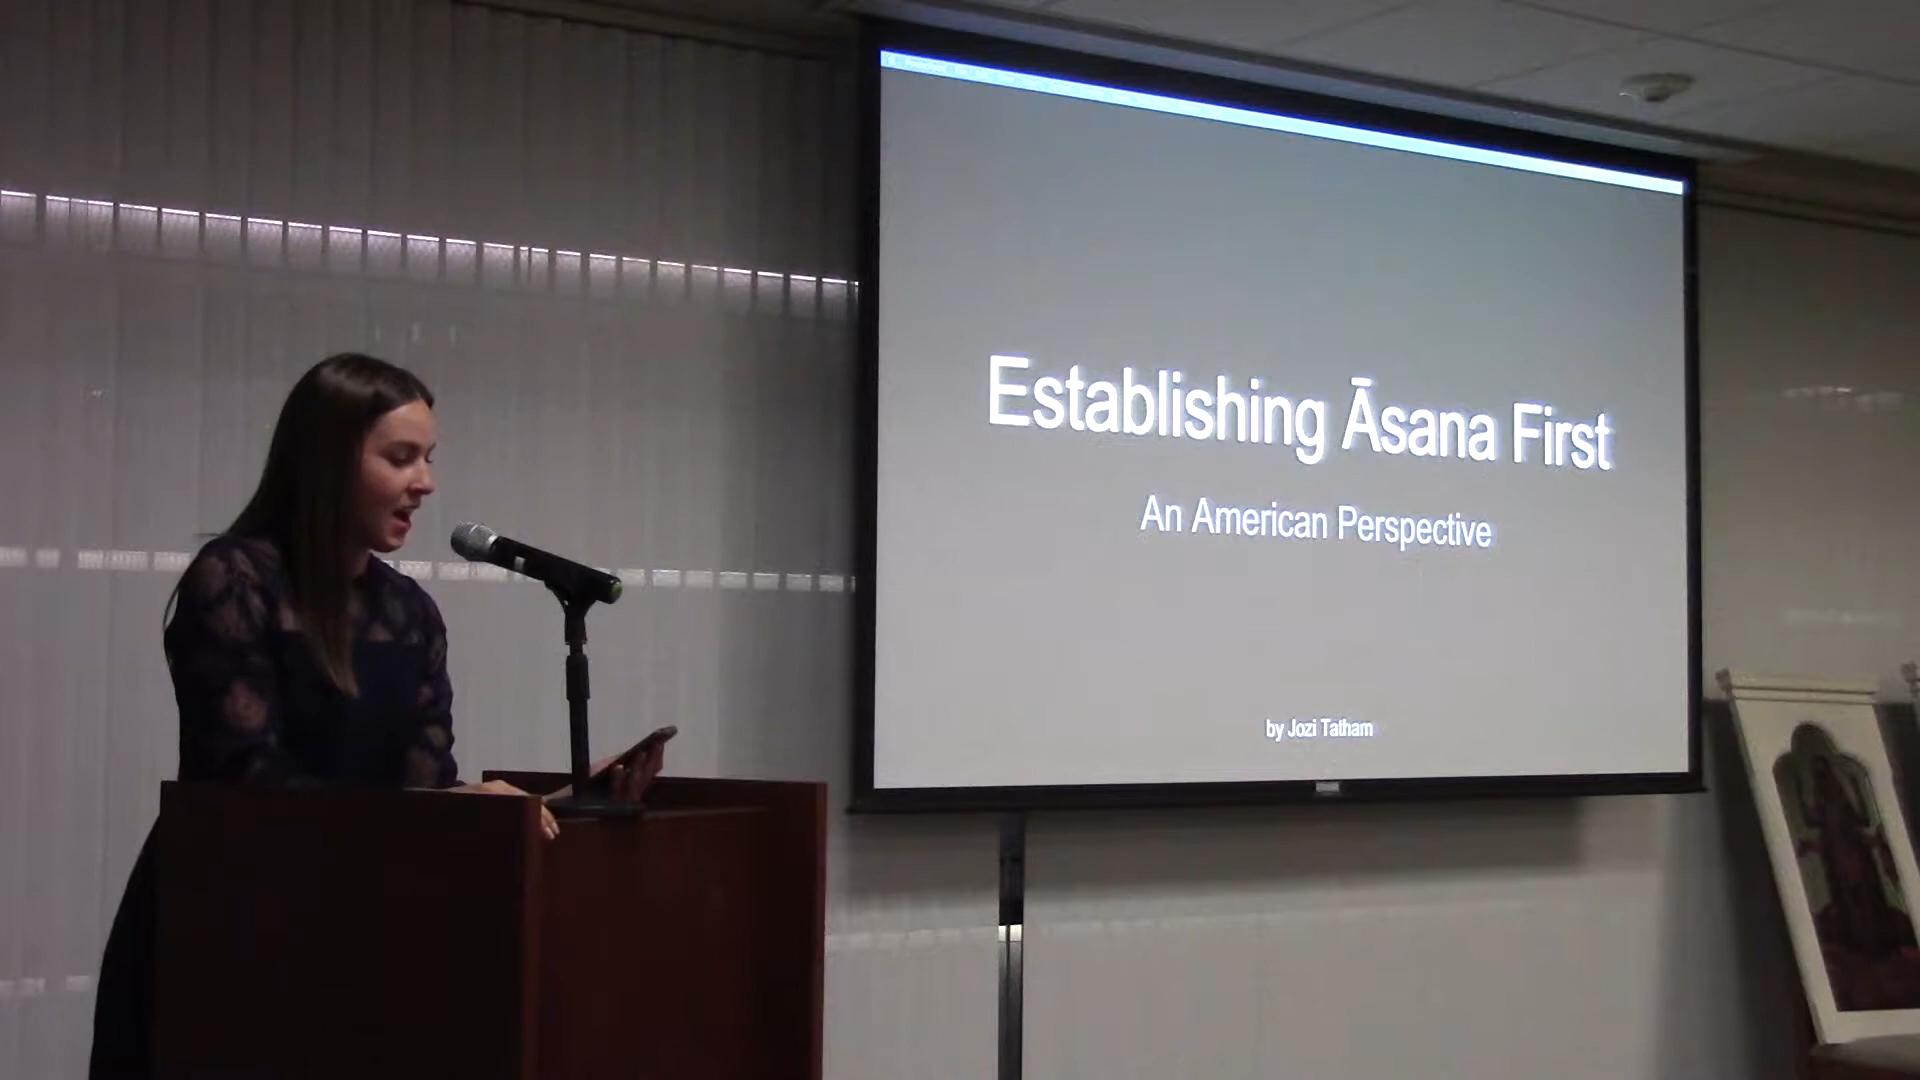 Establishing Āsana First
An American Perspective
by Jozi Tatham